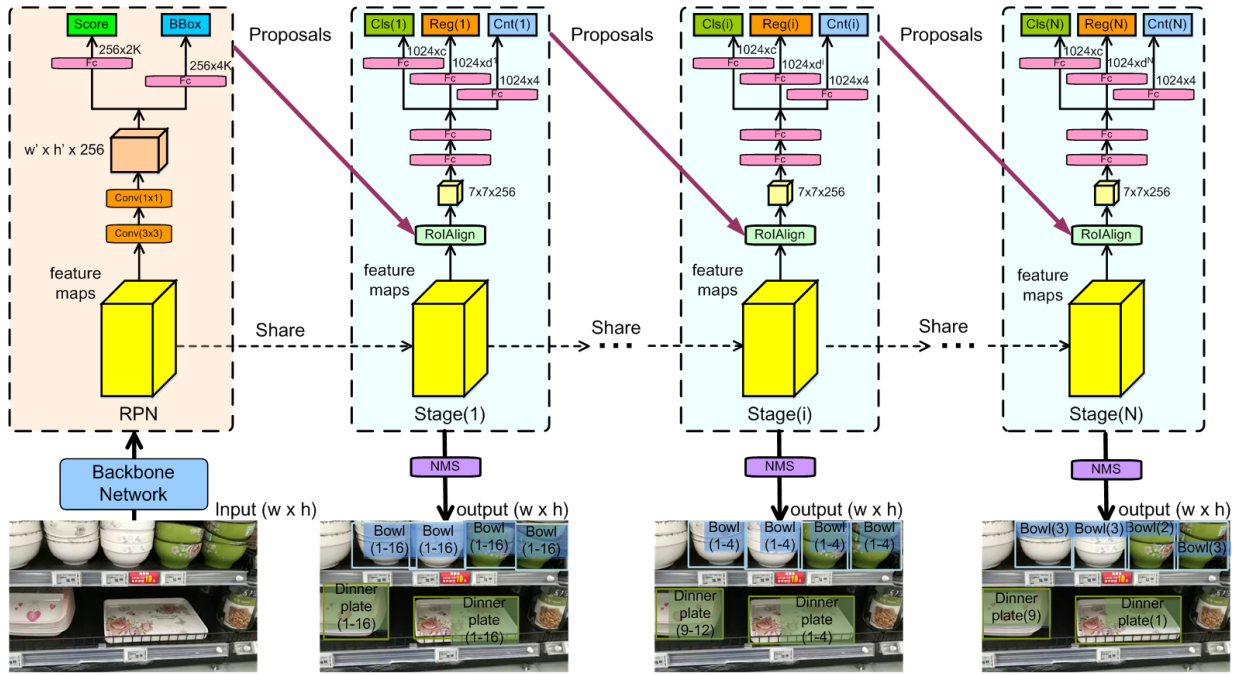 Score
BBox
256x2K
Fc
256x4K
Fc
w' x h' x 256
Conv(1x1)
Conv(3x3)
feature
maps
RPN
Backbone
Network
Input (w x h)
Proposals
Share
Cls(1)
Reg(1)
Cnt(1)
1024xc
Fc
1024xd¹
Fc
1024x4
Fc
Fc
Fc
7x7x256
RoIAlign
feature
maps
Stage(1)
NMS
output (w x h)
Bowl
(1-16)
Bowl
(1-16)
Bowl
(1-16)
Bowl
(1-16)
Dinner
plate
(1-16)
Dinner
plate
(1-16)
Proposals
Share
Cls(i)
Reg(i)
Cnt(i)
1024xc
Fc
1024xdⁱ
Fc
1024x4
Fc
Fc
Fc
7x7x256
RoIAlign
feature
maps
Stage(i)
NMS
output (w x h)
Bowl
(1-4)
Bowl
(1-4)
Bowl
(1-4)
Bowl
(1-4)
Dinner
plate
(9-12)
Dinner
plate
(1-4)
Proposals
Share
Cls(N)
Reg(N)
Cnt(N)
1024xc
Fc
1024xdᴺ
Fc
1024x4
Fc
Fc
Fc
7x7x256
RoIAlign
feature
maps
Stage(N)
NMS
output (w x h)
Bowl(3)
Bowl(3)
Bowl(2)
Bowl(3)
Dinner
plate(9)
Dinner
plate(1)